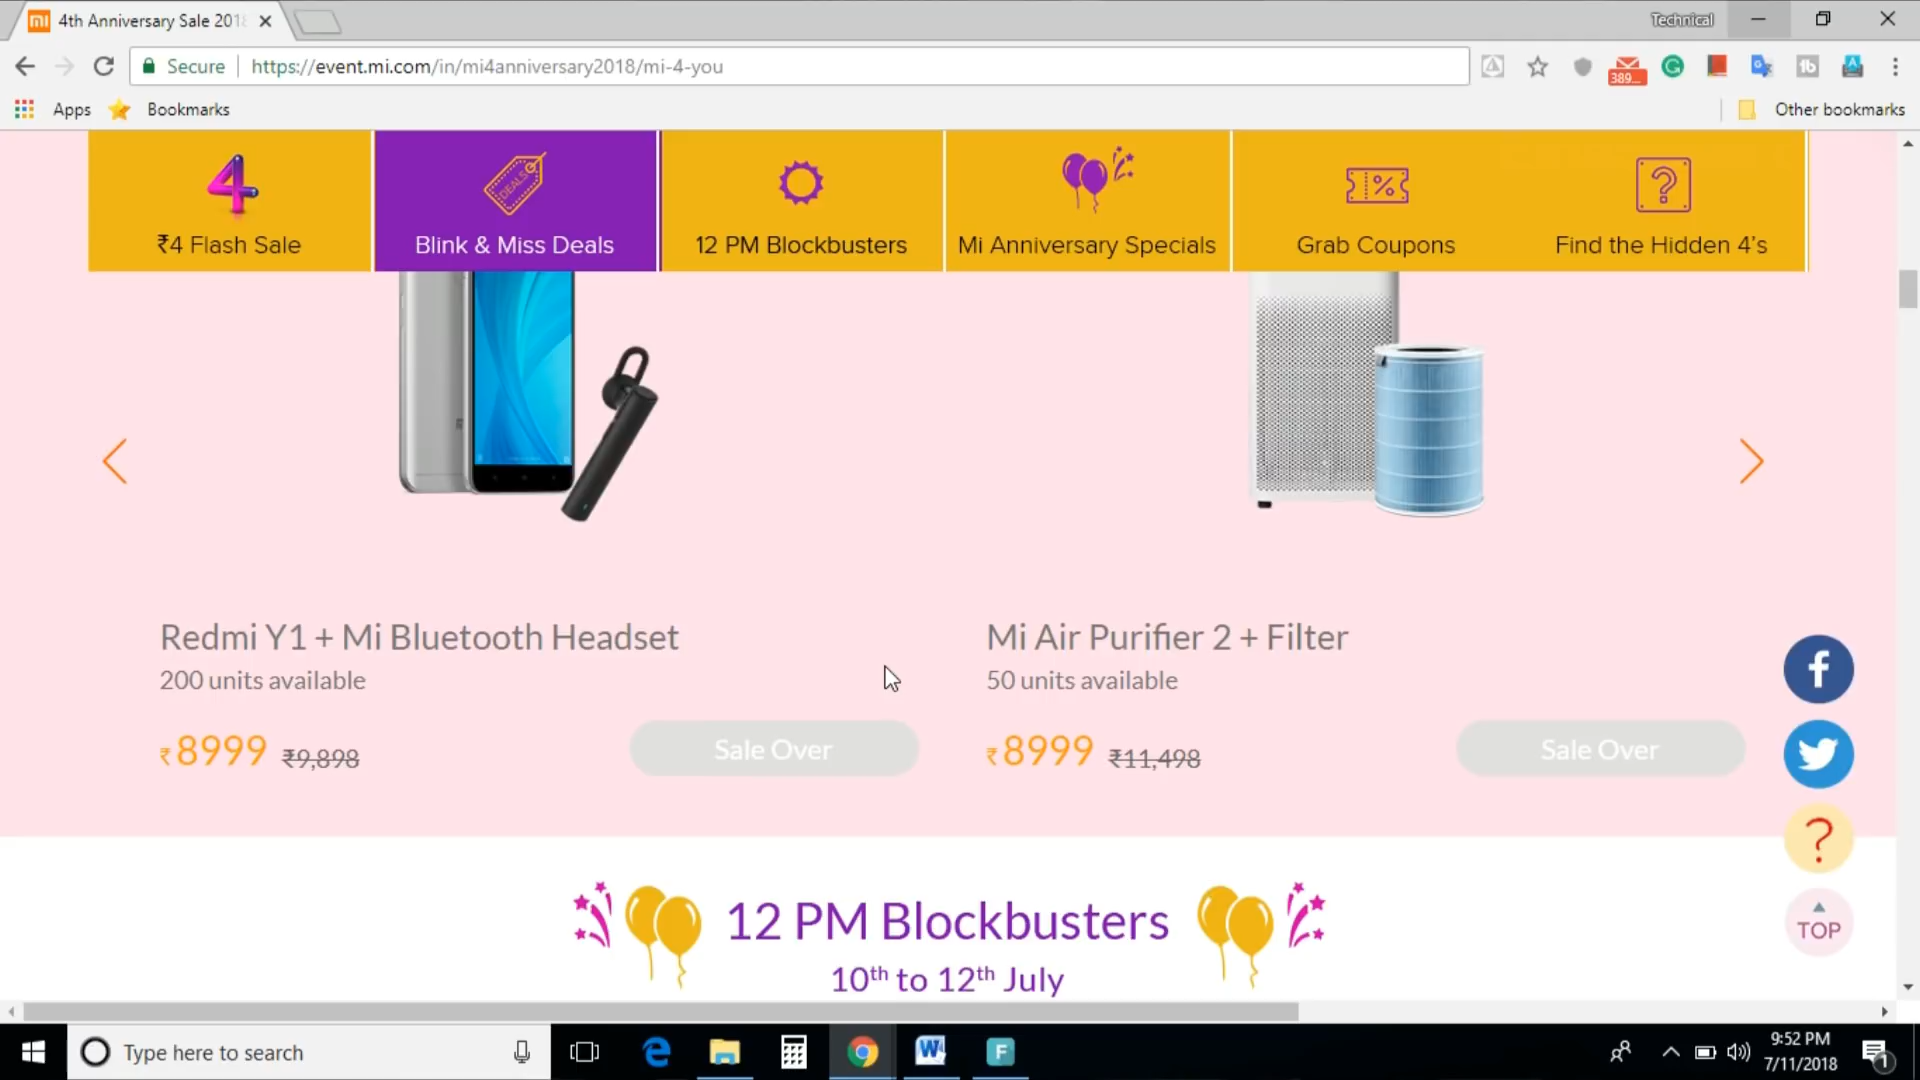 4th Anniversary Sale 201
Technical
Secure
https://event.mi.com/in/mi4anniversary2018/mi-4-you
389...
Apps
Bookmarks
Other bookmarks
4
DEALS
%
?
₹4 Flash Sale
Blink & Miss Deals
12 PM Blockbusters
Mi Anniversary Specials
Grab Coupons
Find the Hidden 4's
Redmi Y1 + Mi Bluetooth Headset
200 units available
₹8999 ₹9,898
Sale Over
Mi Air Purifier 2 + Filter
50 units available
₹8999 ₹11,498
Sale Over
f
?
TOP
12 PM Blockbusters
10th to 12th July
Type here to search
9:52 PM
7/11/2018
1